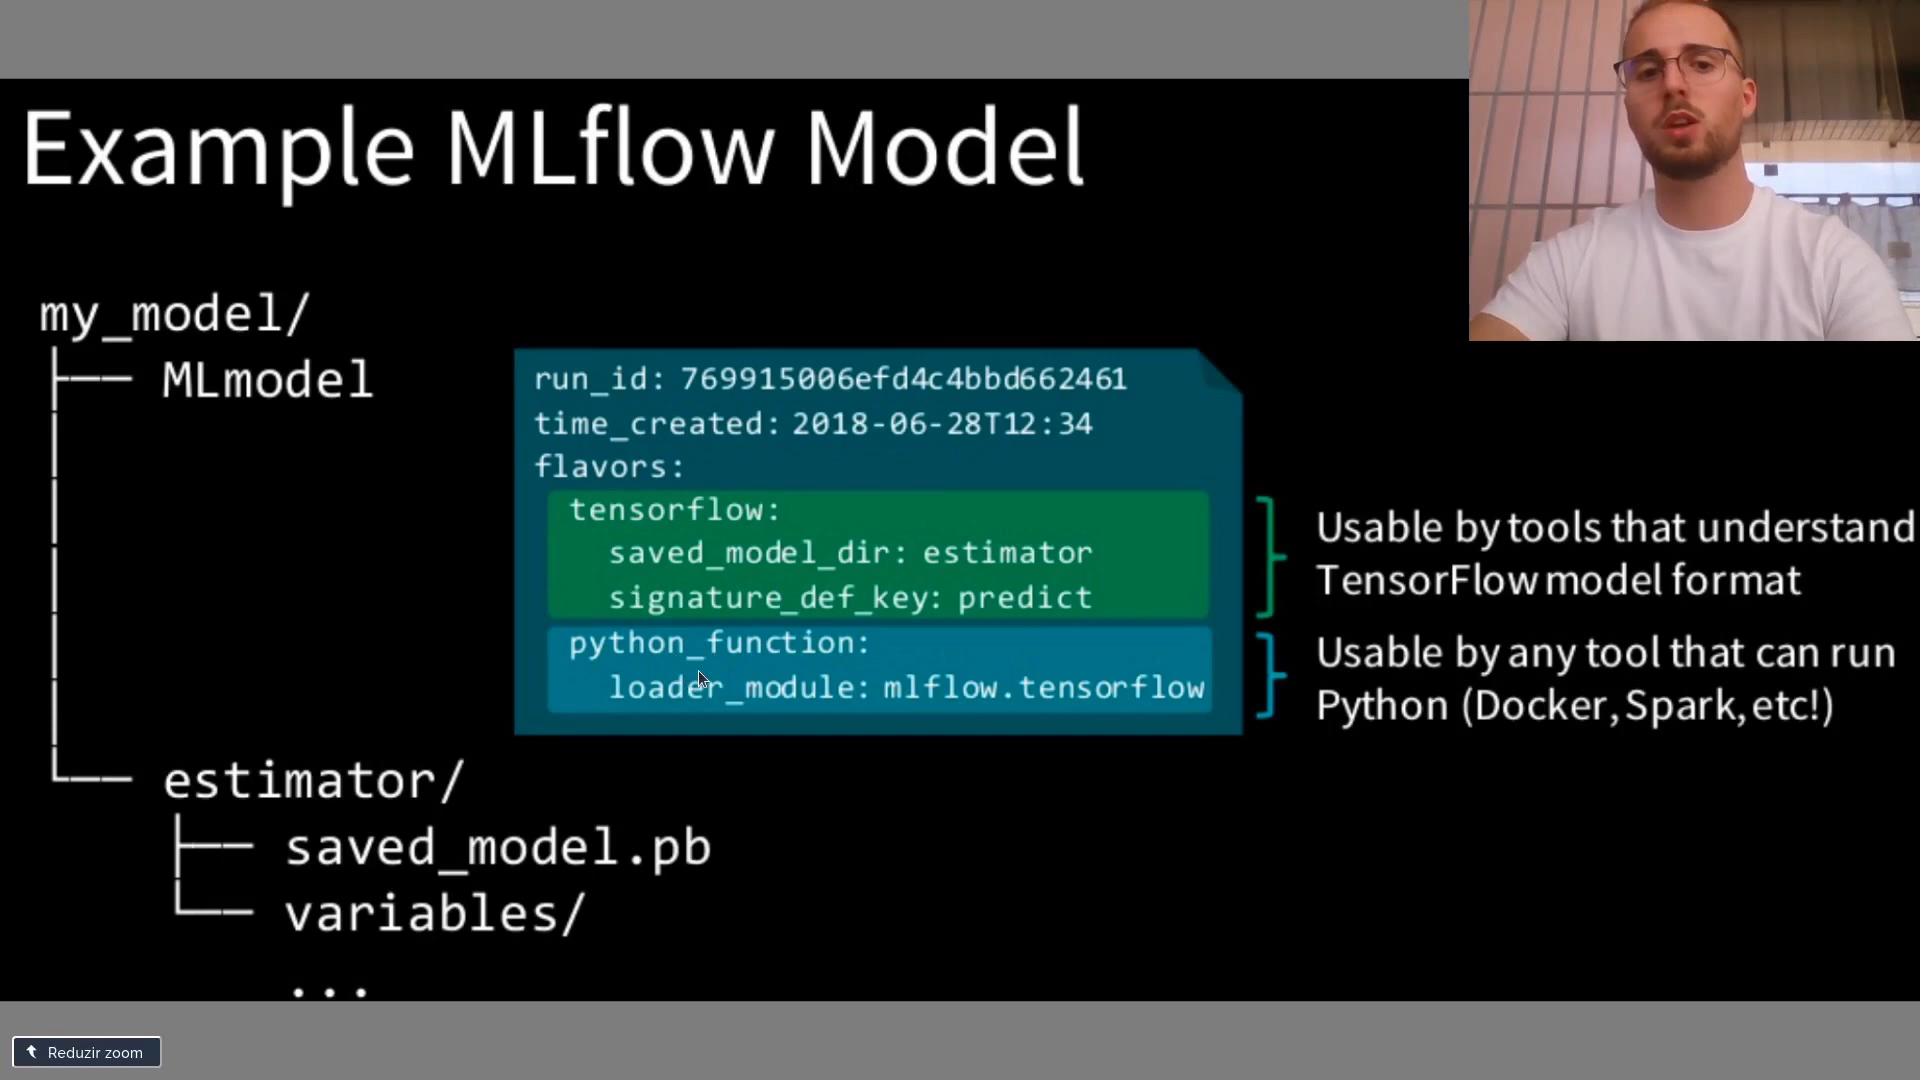 Example MLflow Model
my_model/
MLmodel
run_id: 769915006efd4c4bbd662461
time_created: 2018-06-28T12:34
flavors:
tensorflow:
saved_model_dir: estimator
signature_def_key: predict
python_function:
loader_module: mlflow.tensorflow
Usable by tools that understand
TensorFlow model format
Usable by any tool that can run
Python (Docker, Spark, etc!)
estimator/
saved_model.pb
variables/
...
Reduzir zoom